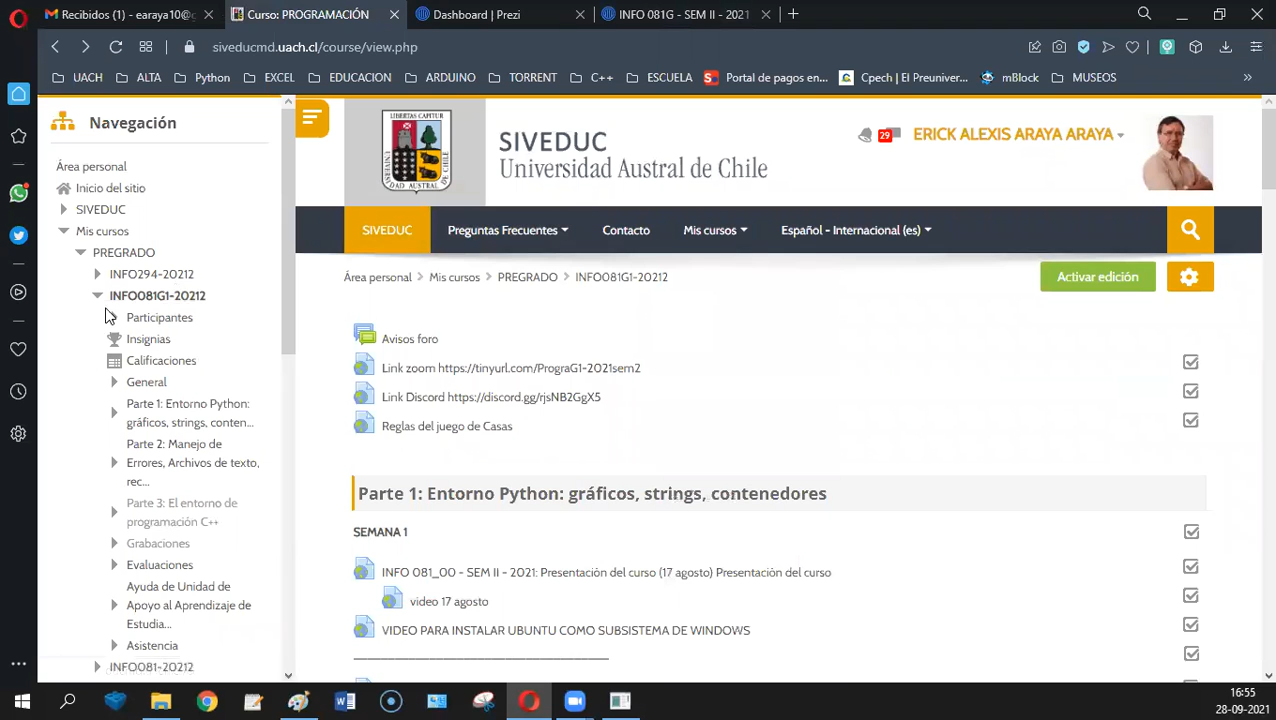 Recibidos (1) - earaya10@g
Curso: PROGRAMACIÓN
Dashboard | Prezi
INFO 081G - SEM II - 2021
siveducmd.uach.cl/course/view.php
UACH
ALTA
Python
EXCEL
EDUCACION
ARDUINO
TORRENT
C++
ESCUELA
Portal de pagos en...
Cpech | El Preuniver...
mBlock
MUSEOS
»
Navegación
Área personal
Inicio del sitio
SIVEDUC
Mis cursos
PREGRADO
INFO294-20212
INFO081G1-20212
Participantes
Insignias
Calificaciones
General
Parte 1: Entorno Python:
gráficos, strings, conten...
Parte 2: Manejo de
Errores, Archivos de texto,
rec...
Parte 3: El entorno de
programación C++
Grabaciones
Evaluaciones
Ayuda de Unidad de
Apoyo al Aprendizaje de
Estudia...
Asistencia
INFO081-20212
LIBERTAS CAPITUR
SIVEDUC
Universidad Austral de Chile
29
ERICK ALEXIS ARAYA ARAYA
SIVEDUC
Preguntas Frecuentes
Contacto
Mis cursos
Español - Internacional (es)
Área personal
Mis cursos
PREGRADO
INFO081G1-20212
Activar edición
Avisos foro
Link zoom https://tinyurl.com/PrograG1-2021sem2
Link Discord https://discord.gg/rjsNB2GgX5
Reglas del juego de Casas
Parte 1: Entorno Python: gráficos, strings, contenedores
SEMANA 1
INFO 081_00 - SEM II - 2021: Presentación del curso (17 agosto) Presentación del curso
video 17 agosto
VIDEO PARA INSTALAR UBUNTU COMO SUBSISTEMA DE WINDOWS
16:55
28-09-2021